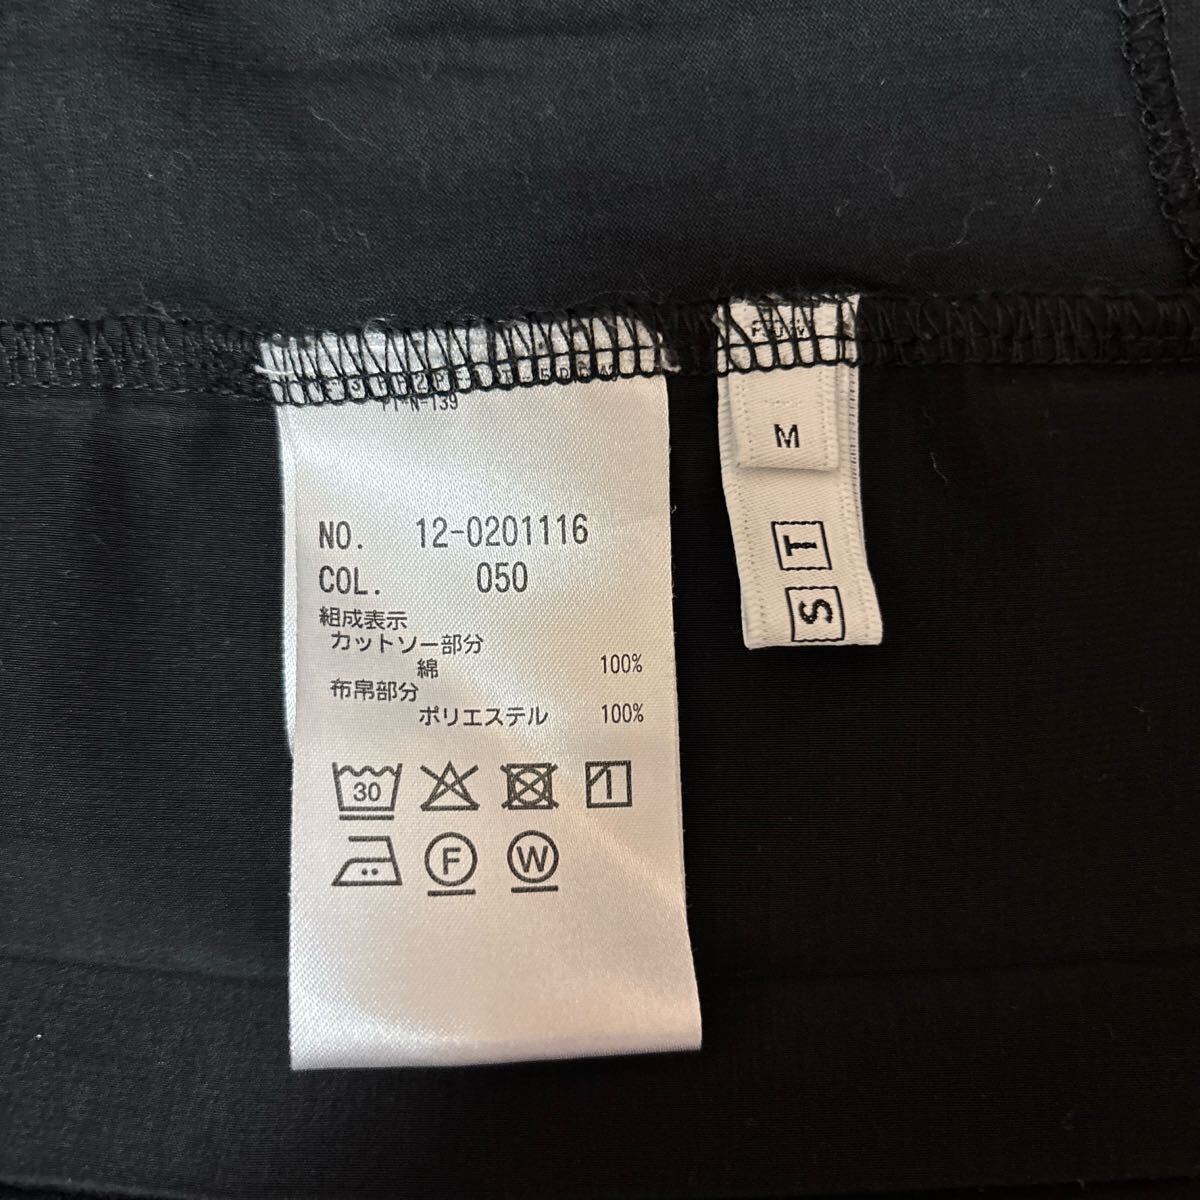 NO. 12-0201116
COL. 050
組成表示
カットソー部分
綿 100%
布帛部分
ポリエステル 100%
30
F
W
M
T
S